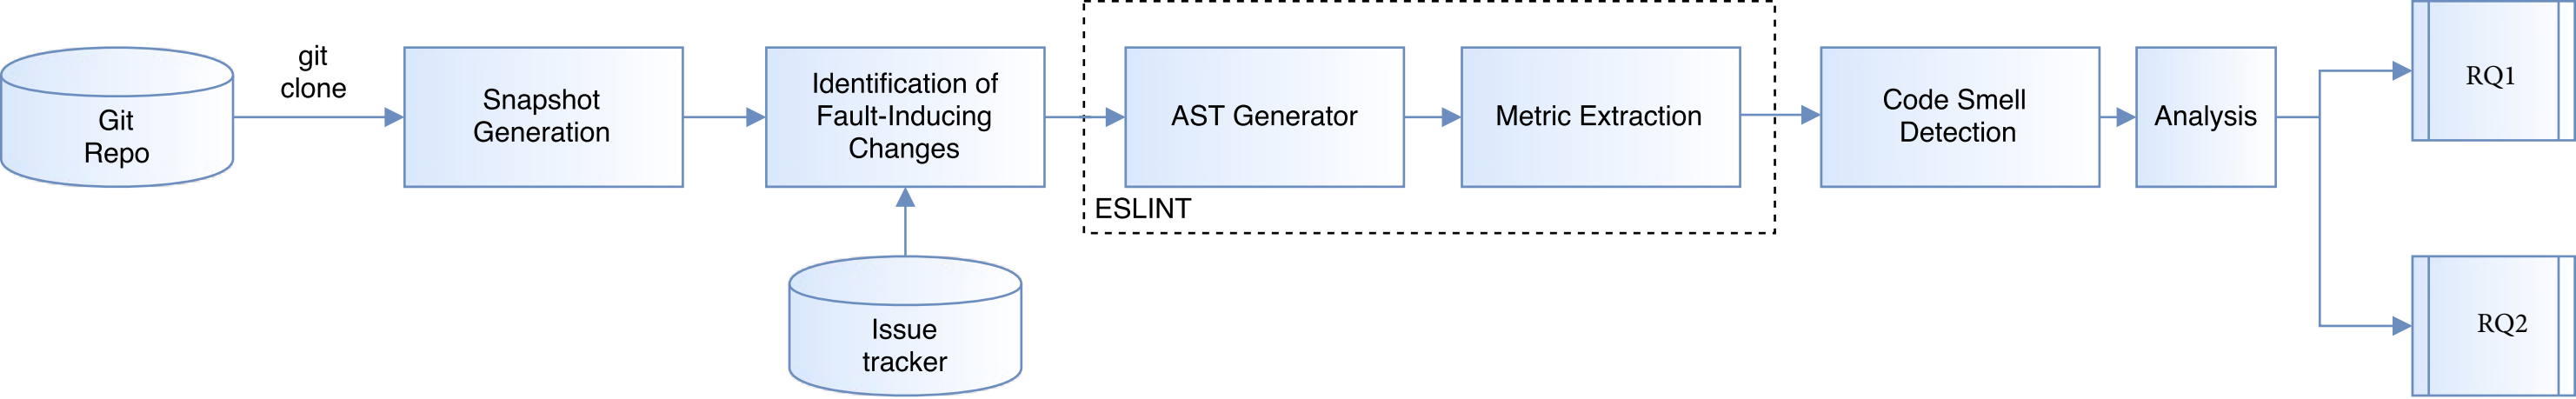 Git
Repo
git
clone
Snapshot
Generation
Identification of
Fault-Inducing
Changes
Issue
tracker
AST Generator
Metric Extraction
ESLINT
Code Smell
Detection
Analysis
RQ1
RQ2